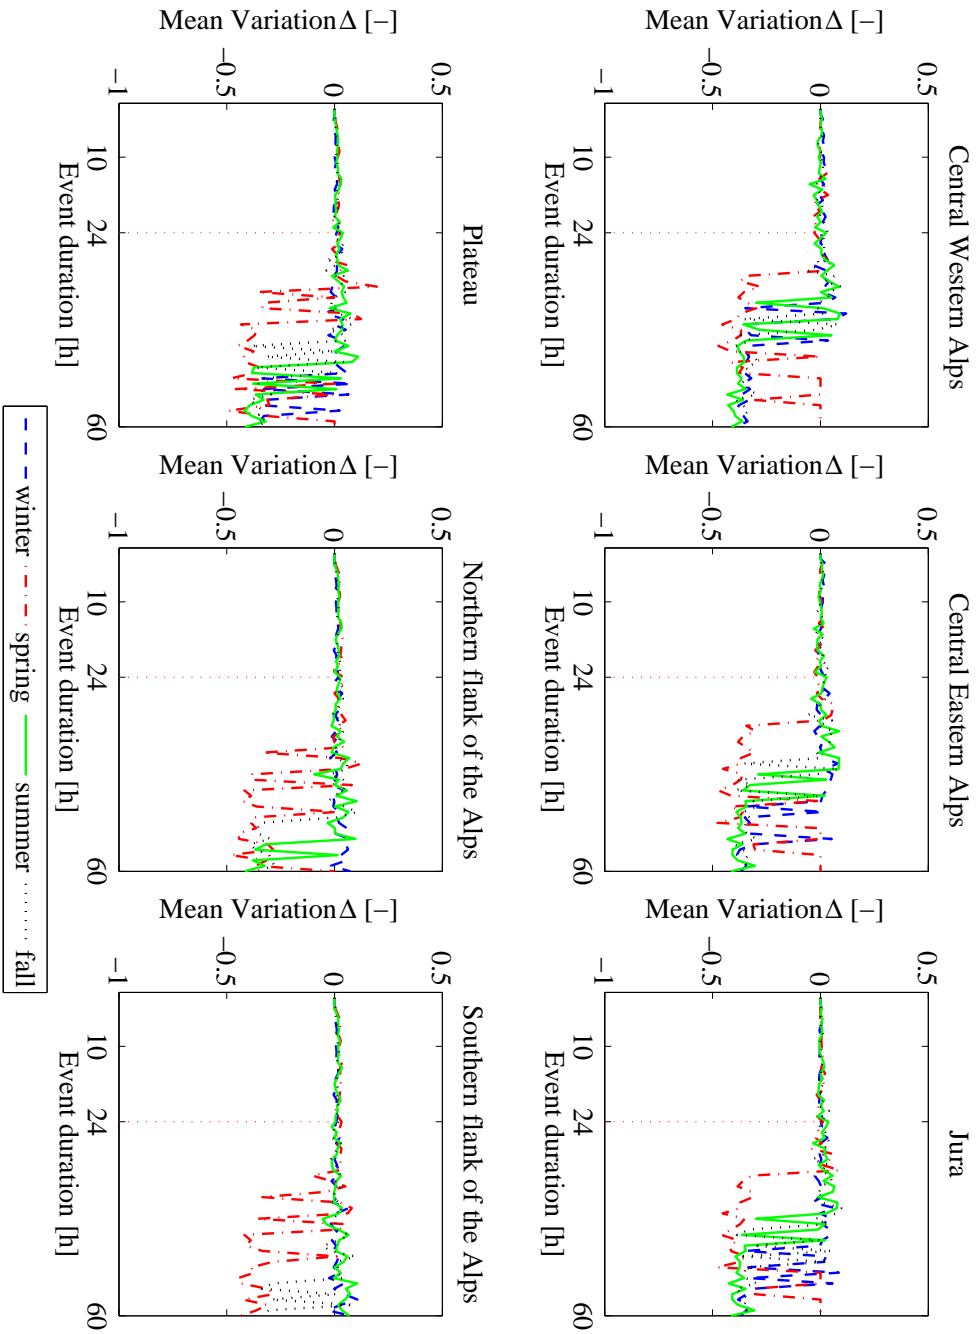 Central Western Alps
Mean Variation Δ [−]
0.5
0
−0.5
−1
10
24
60
Event duration [h]
Central Eastern Alps
Mean Variation Δ [−]
0.5
0
−0.5
−1
10
24
60
Event duration [h]
Jura
Mean Variation Δ [−]
0.5
0
−0.5
−1
10
24
60
Event duration [h]
Plateau
Mean Variation Δ [−]
0.5
0
−0.5
−1
10
24
60
Event duration [h]
Northern flank of the Alps
Mean Variation Δ [−]
0.5
0
−0.5
−1
10
24
60
Event duration [h]
Southern flank of the Alps
Mean Variation Δ [−]
0.5
0
−0.5
−1
10
24
60
Event duration [h]
winter spring summer fall